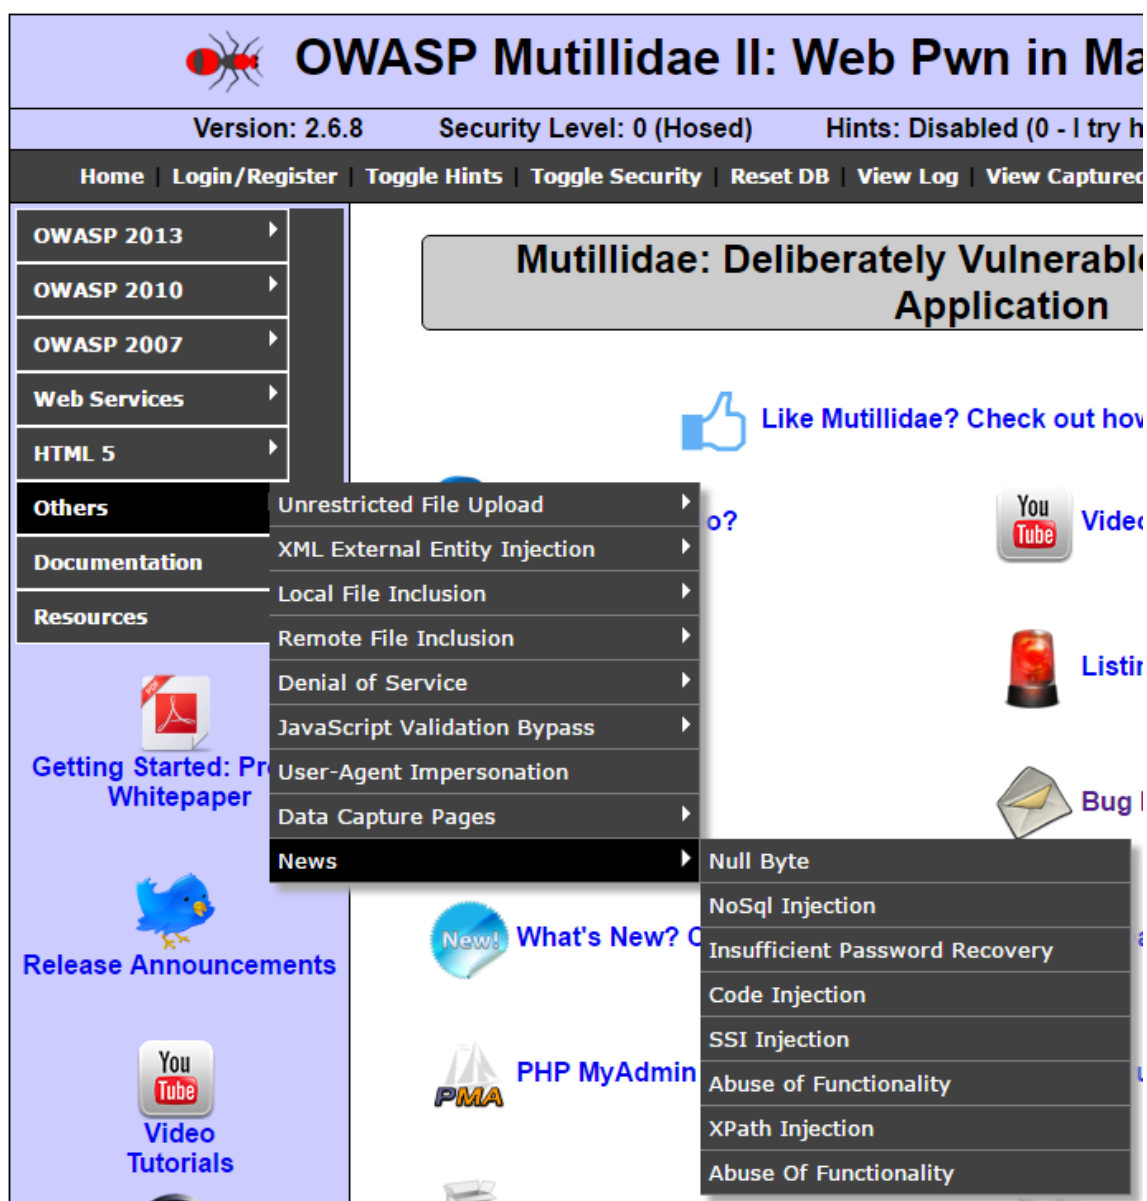 OWASP Mutillidae II: Web Pwn in Ma
Version: 2.6.8 Security Level: 0 (Hosed) Hints: Disabled (0 - I try h
Home Login/Register Toggle Hints Toggle Security Reset DB View Log View Captured
OWASP 2013
OWASP 2010
OWASP 2007
Web Services
HTML 5
Others
Documentation
Resources
Unrestricted File Upload
XML External Entity Injection
Local File Inclusion
Remote File Inclusion
Denial of Service
JavaScript Validation Bypass
User-Agent Impersonation
Data Capture Pages
News
Null Byte
NoSql Injection
Insufficient Password Recovery
Code Injection
SSI Injection
Abuse of Functionality
XPath Injection
Abuse Of Functionality
PDF
Getting Started: Pr
Whitepaper
Release Announcements
You
Tube
Video
Tutorials
Mutillidae: Deliberately Vulnerable
Application
Like Mutillidae? Check out how
o?
You
Tube
Video
Listin
Bug
New!
What's New? C
PMA
PHP MyAdmin